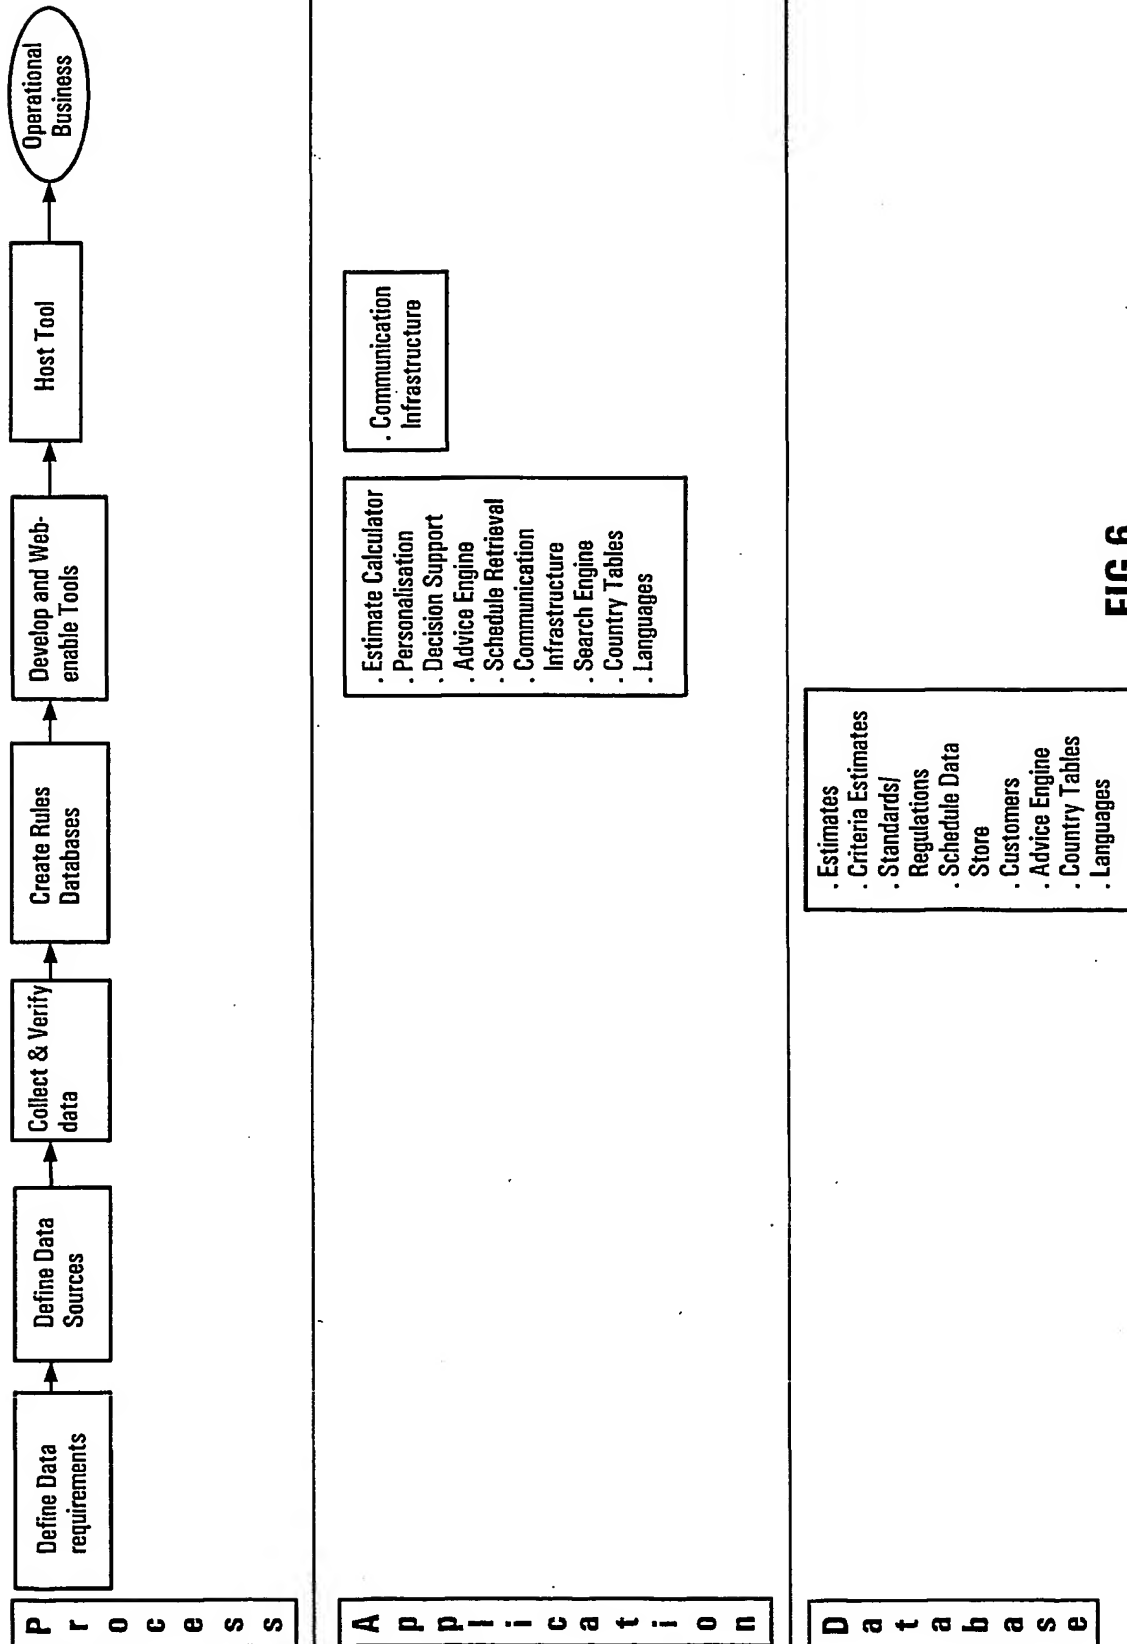 Process
Define Data
requirements
Define Data
Sources
Collect & Verify
data
Create Rules
Databases
Develop and Web-
enable Tools
Host Tool
Operational
Business
Application
. Estimate Calculator
. Personalisation
. Decision Support
. Advice Engine
. Schedule Retrieval
. Communication
Infrastructure
. Search Engine
. Country Tables
. Languages
. Communication
Infrastructure
Database
. Estimates
. Criteria Estimates
. Standards/
Regulations
. Schedule Data
Store
. Customers
. Advice Engine
. Country Tables
. Languages
FIG.6